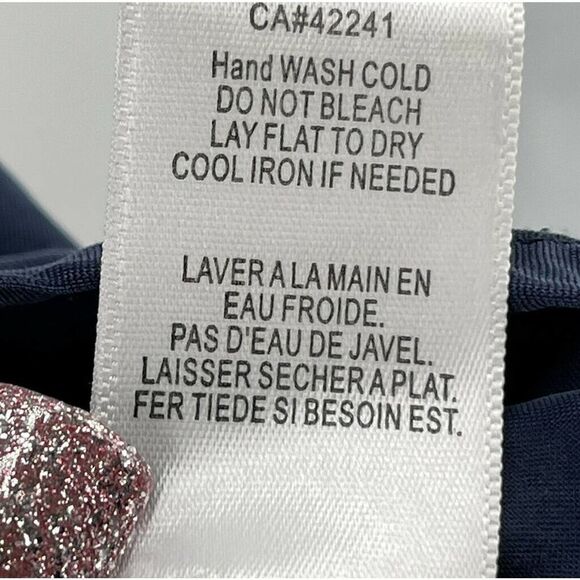 CA#42241
Hand WASH COLD
DO NOT BLEACH
LAY FLAT TO DRY
COOL IRON IF NEEDED
LAVER A LA MAIN EN
EAU FROIDE.
PAS D'EAU DE JAVEL.
LAISSER SECHER A PLAT.
FER TIEDE SI BESOIN EST.